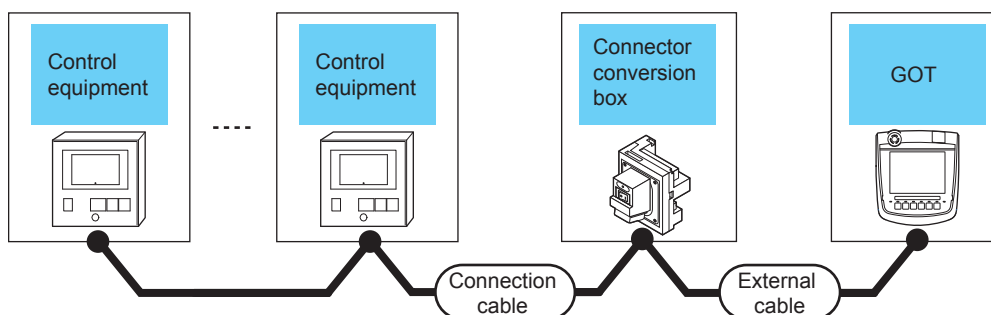 Control
equipment
Control
equipment
Connector
conversion
box
GOT
Connection
cable
External
cable